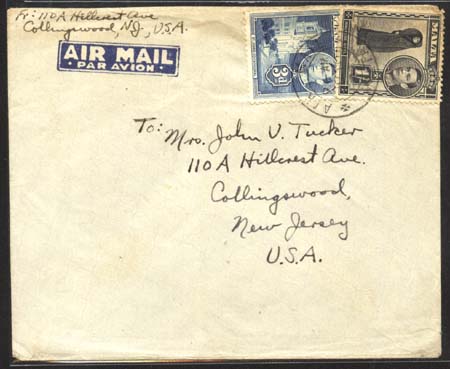 Fr: 110A Hillcrest Ave
Collingswood, N.J., U.S.A.
AIR MAIL
PAR AVION
3d
MALTA
To: Mrs. John V. Tucker
110A Hillcrest Ave.
Collingswood,
New Jersey
U.S.A.